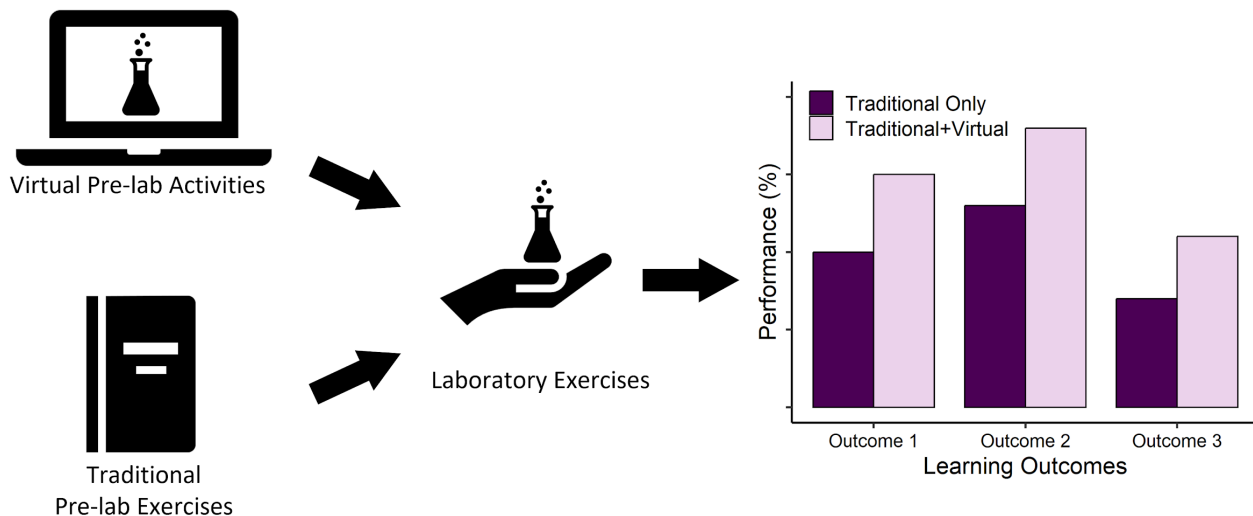 Virtual Pre-lab Activities
Traditional
Pre-lab Exercises
Laboratory Exercises
Traditional Only
Traditional+Virtual
Performance (%)
Outcome 1
Outcome 2
Outcome 3
Learning Outcomes